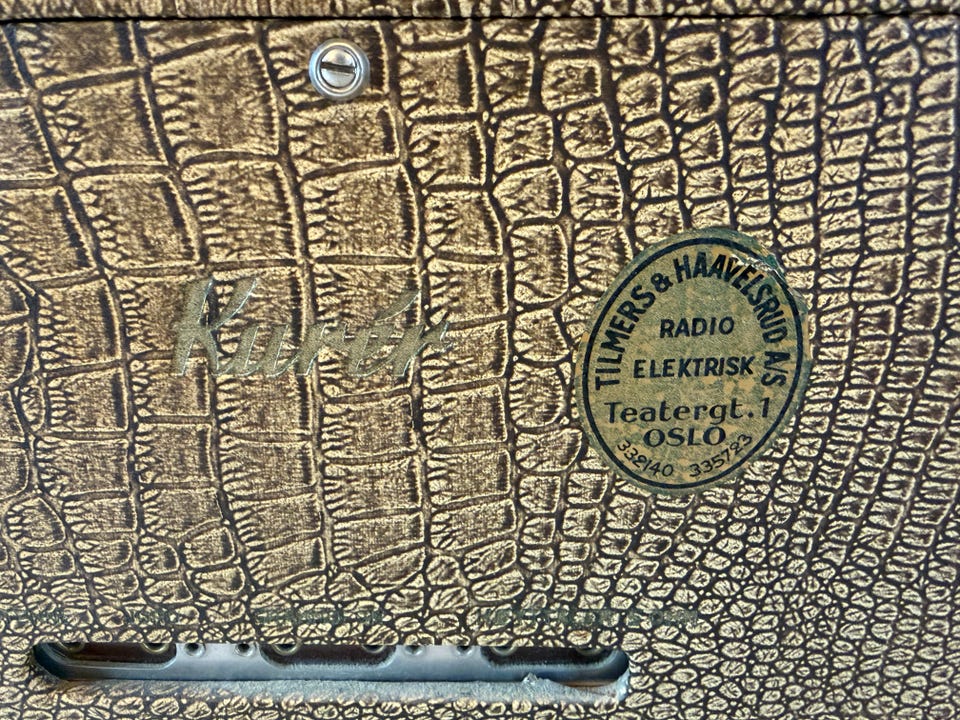 Kurér
TILMERS & HAAVELSRUD A/S
RADIO
ELEKTRISK
Teatergt. 1
OSLO
332140 335723